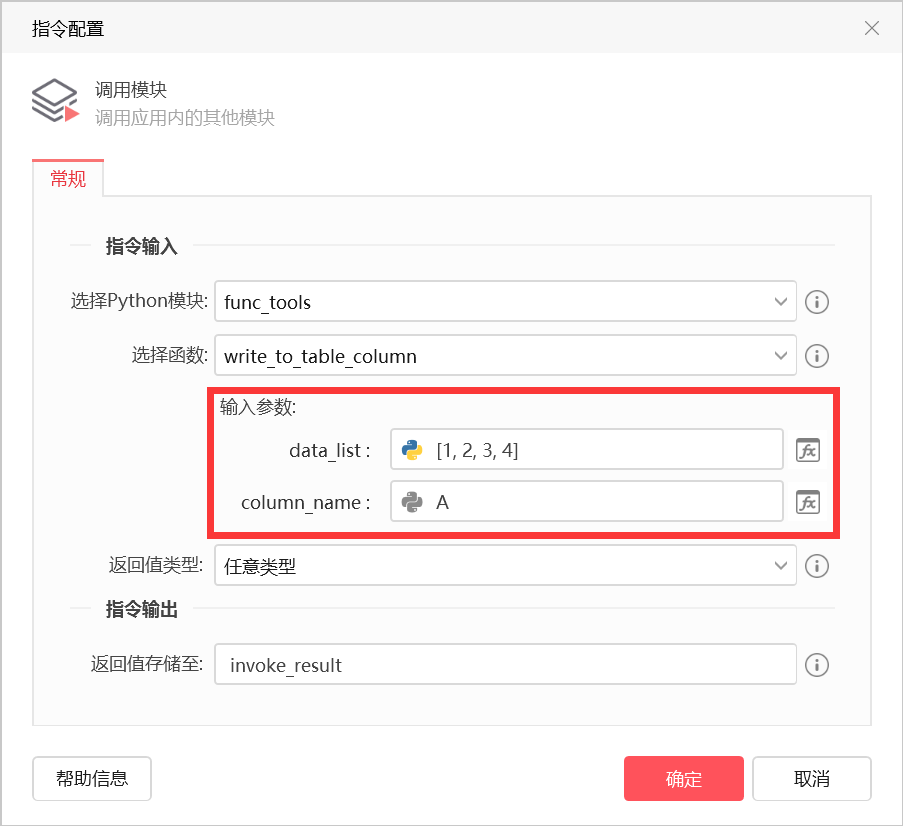 指令配置
调用模块
调用应用内的其他模块
常规
指令输入
选择Python模块: func_tools
选择函数: write_to_table_column
输入参数:
data_list : [1, 2, 3, 4]
column_name : A
返回值类型: 任意类型
指令输出
返回值存储至: invoke_result
帮助信息 确定 取消